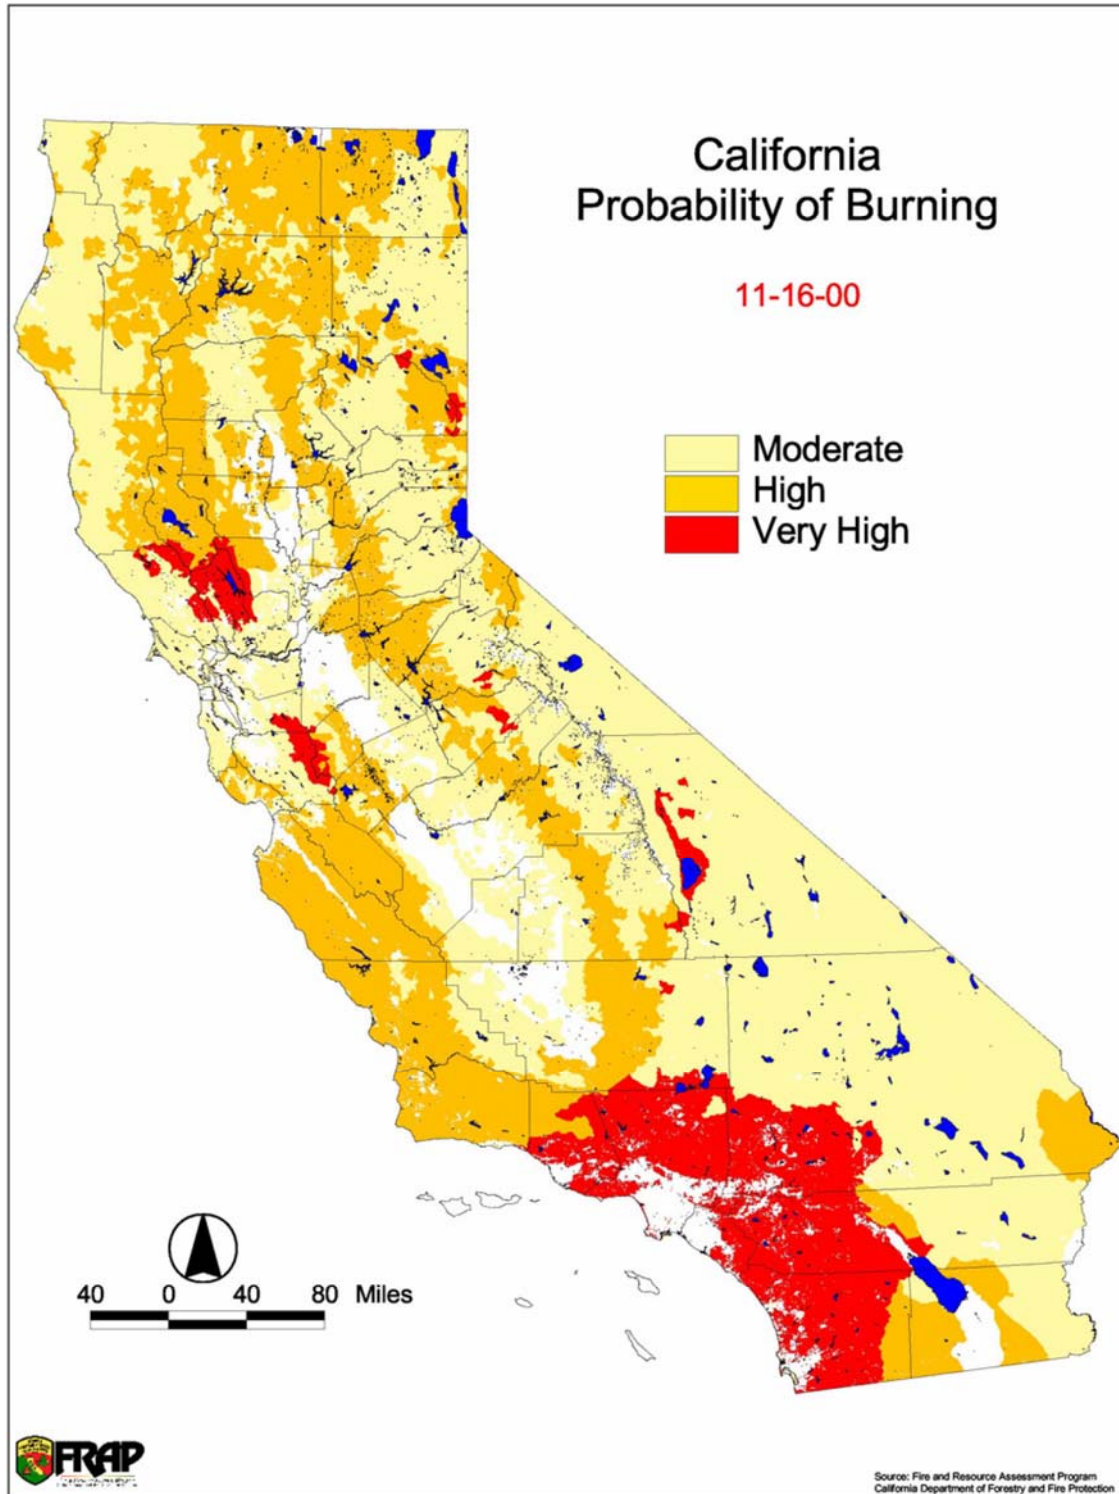 California
Probability of Burning
11-16-00
Moderate
High
Very High
40 0 40 80 Miles
FRAP
Source: Fire and Resource Assessment Program
California Department of Forestry and Fire Protection